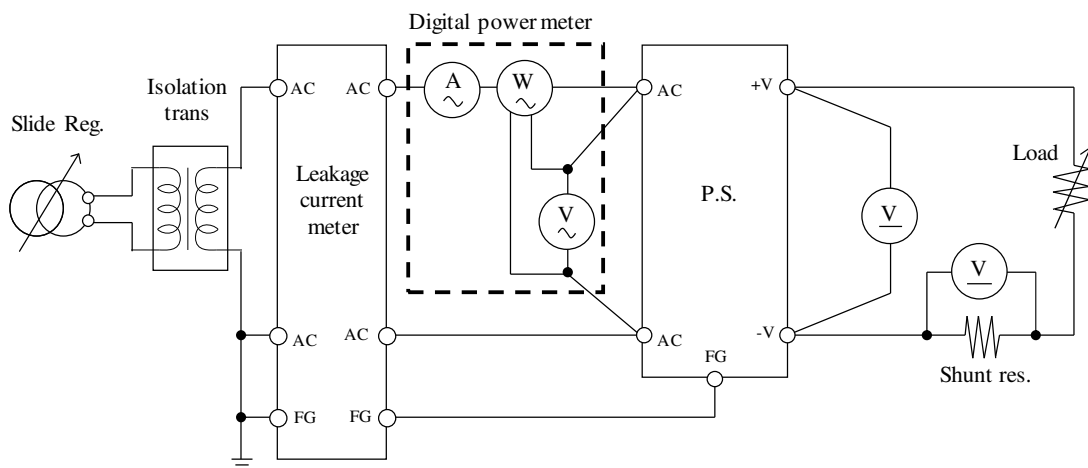 Digital power meter
Isolation
trans
Slide Reg.
AC
AC
A
W
AC
+V
Leakage
current
meter
V
P.S.
V
Load
V
AC
AC
AC
-V
FG
FG
FG
Shunt res.